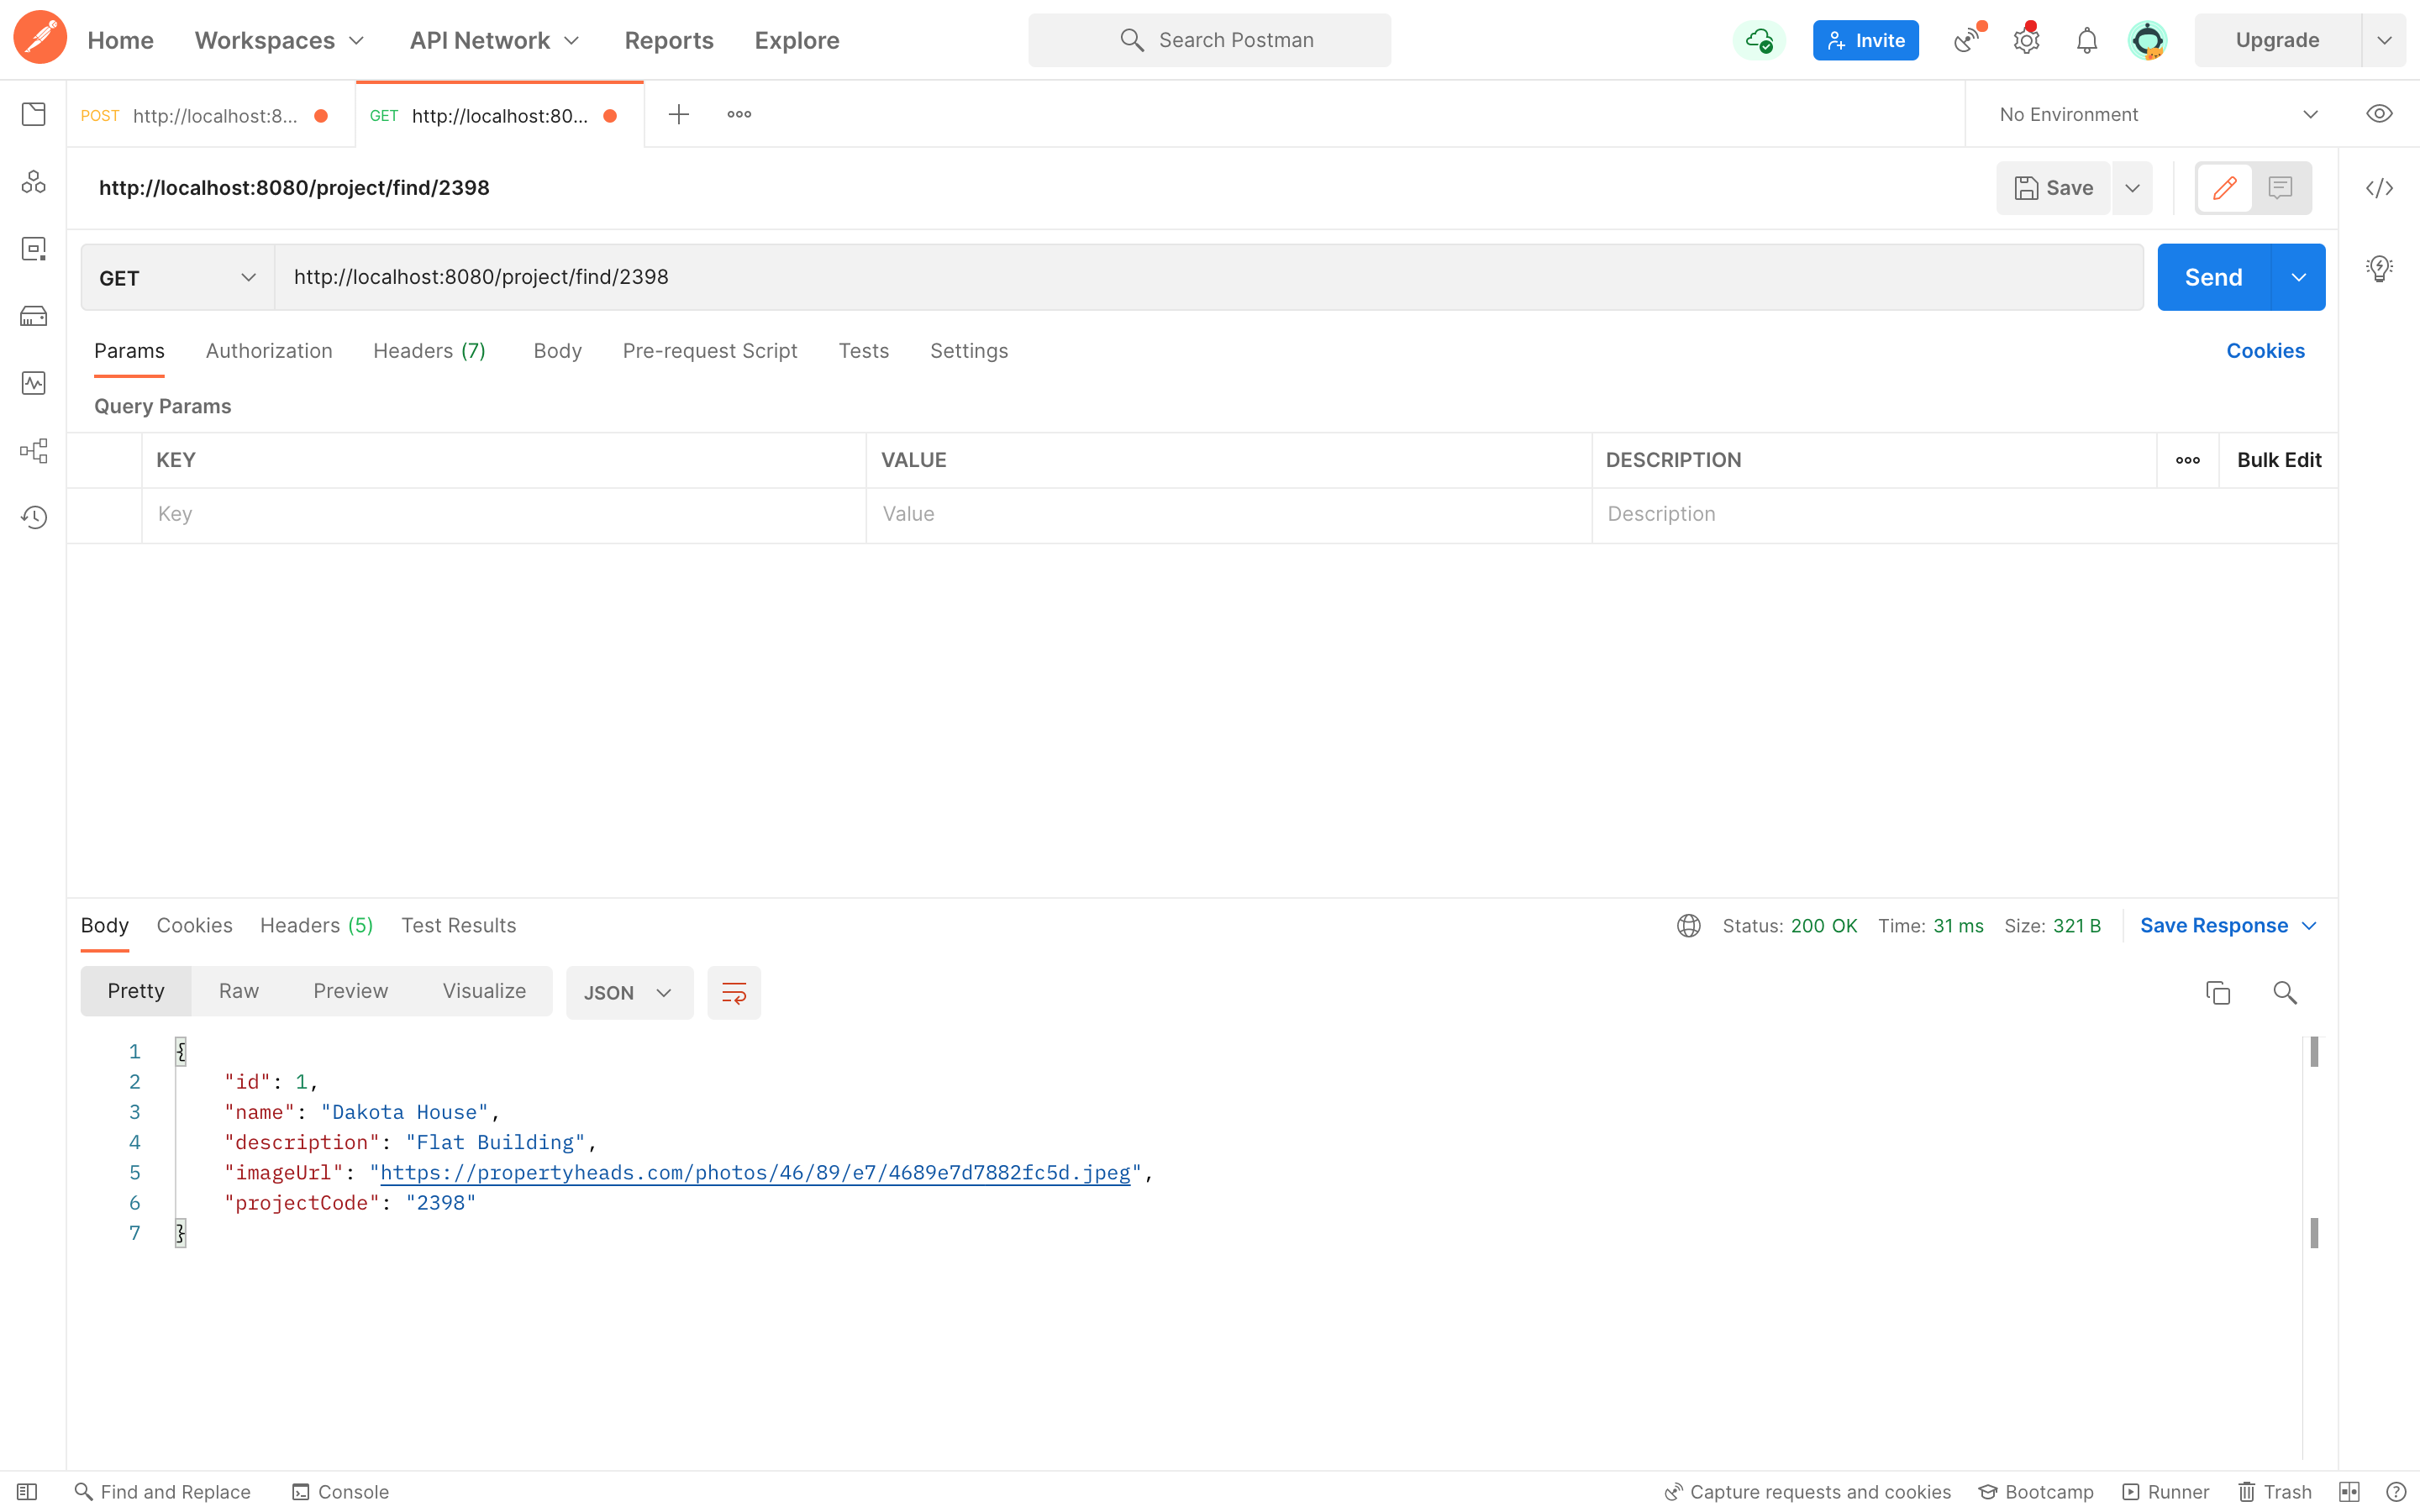 Home Workspaces API Network Reports Explore Search Postman Invite Upgrade
POST http://localhost:8... GET http://localhost:80... No Environment
http://localhost:8080/project/find/2398 Save
GET http://localhost:8080/project/find/2398 Send
Params Authorization Headers (7) Body Pre-request Script Tests Settings Cookies
Query Params
KEY VALUE DESCRIPTION Bulk Edit
Key Value Description
Body Cookies Headers (5) Test Results Status: 200 OK Time: 31 ms Size: 321 B Save Response
Pretty Raw Preview Visualize JSON
1 {
2 "id": 1,
3 "name": "Dakota House",
4 "description": "Flat Building",
5 "imageUrl": "https://propertyheads.com/photos/46/89/e7/4689e7d7882fc5d.jpeg",
6 "projectCode": "2398"
7 }
Find and Replace Console Capture requests and cookies Bootcamp Runner Trash